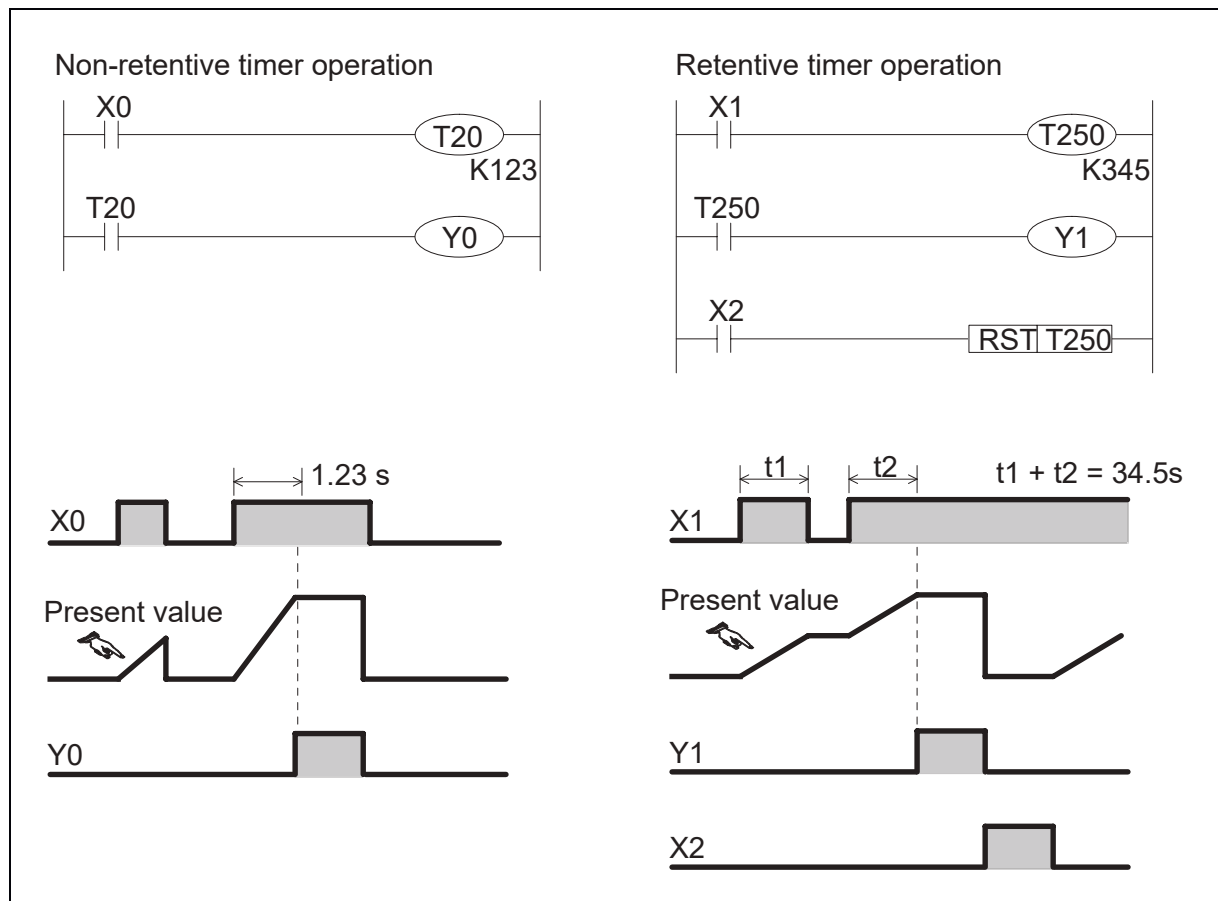 Non-retentive timer operation
X0
T20
K123
T20
Y0
1.23 s
X0
Present value
Y0
Retentive timer operation
X1
T250
K345
T250
Y1
X2
RST T250
t1
t2
t1 + t2 = 34.5s
X1
Present value
Y1
X2